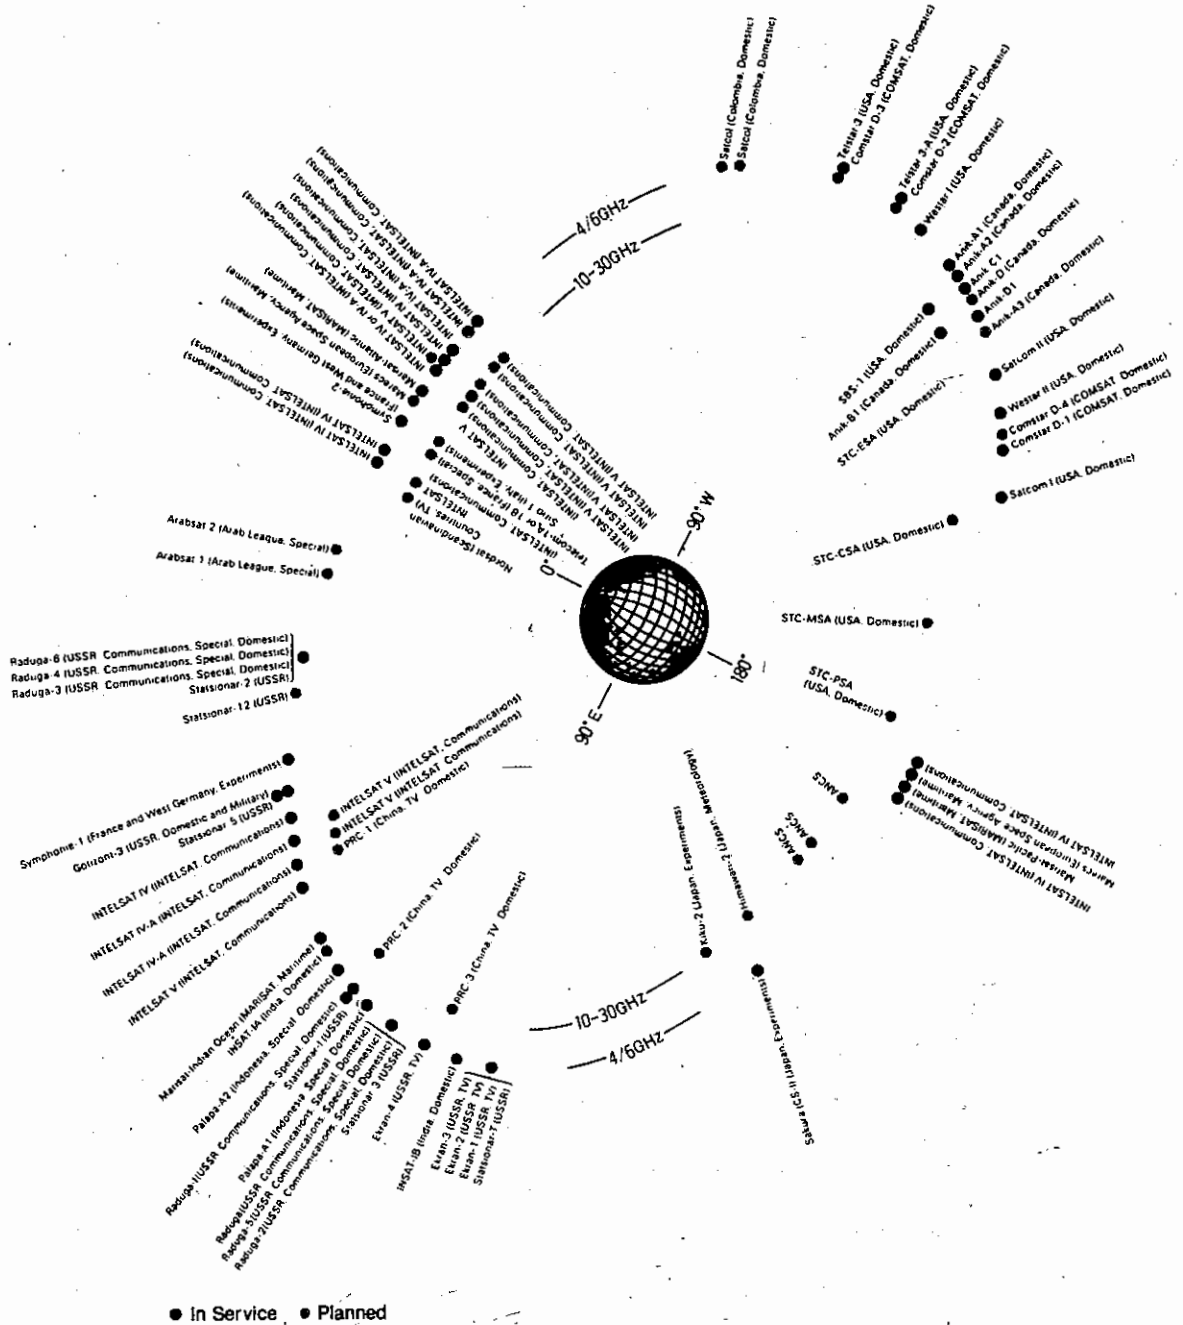 Satcol (Colombia, Domestic)
Satcol (Colombia, Domestic)
Telstar 3 (USA, Domestic)
Comstar D-3 (COMSAT, Domestic)
Telstar 3-A (USA, Domestic)
Comstar D-2 (COMSAT, Domestic)
Westar I (USA, Domestic)
Anik-A1 (Canada, Domestic)
Anik-A2 (Canada, Domestic)
Anik C1
Anik-D (Canada, Domestic)
Anik-D1
Anik-A3 (Canada, Domestic)
Satcom II (USA, Domestic)
Westar II (USA, Domestic)
Comstar D-4 (COMSAT, Domestic)
Comstar D-1 (COMSAT, Domestic)
Satcom I (USA, Domestic)
SBS-1 (USA, Domestic)
Anik-B1 (Canada, Domestic)
STC-ESA (USA, Domestic)
STC-CSA (USA, Domestic)
STC-MSA (USA, Domestic)
STC-PSA
(USA, Domestic)
INTELSAT IV (INTELSAT, Communications)
Marecs (European Space Agency, Maritime)
Marisat-Pacific (MARISAT, Maritime)
INTELSAT IV (INTELSAT, Communications)
ANCS
ANCS
ANCS
Himawari-2 (Japan, Meteorology)
Kiku-2 (Japan, Experiments)
Sakura (CS-II) (Japan, Experiments)
4/6GHz
10-30GHz
INTELSAT IV-A (INTELSAT, Communications)
INTELSAT IV-A (INTELSAT, Communications)
INTELSAT IV (INTELSAT, Communications)
INTELSAT V (INTELSAT, Communications)
INTELSAT IV or IV A (INTELSAT, Communications)
Marisat-Atlantic (MARISAT, Maritime)
Marecs (European Space Agency, Maritime)
Symphonie-2
(France and West Germany, Experiments)
INTELSAT IV (INTELSAT, Communications)
INTELSAT IV (INTELSAT, Communications)
INTELSAT V (INTELSAT, Communications)
INTELSAT V (INTELSAT, Communications)
INTELSAT V (INTELSAT, Communications)
INTELSAT V
(INTELSAT, Communications)
Sirio 1 (Italy, Experiments)
Telecom-1A or 1B (France, Special)
INTELSAT
(INTELSAT, Communications)
Nordsat (Scandinavian
Countries, TV)
90° W
0°
180°
90° E
Arabsat 2 (Arab League, Special)
Arabsat 1 (Arab League, Special)
Raduga-6 (USSR Communications, Special, Domestic)
Raduga-4 (USSR Communications, Special, Domestic)
Raduga-3 (USSR Communications, Special, Domestic)
Statsionar-2 (USSR)
Statsionar-12 (USSR)
Symphonie-1 (France and West Germany, Experiments)
Gorizont-3 (USSR, Domestic and Military)
Statsionar 5 (USSR)
INTELSAT IV (INTELSAT, Communications)
INTELSAT IV-A (INTELSAT, Communications)
INTELSAT IV-A (INTELSAT, Communications)
INTELSAT V (INTELSAT, Communications)
INTELSAT V (INTELSAT, Communications)
INTELSAT V (INTELSAT Communications)
PRC-1 (China, TV Domestic)
PRC-2 (China, TV Domestic)
PRC-3 (China, TV Domestic)
Marisat-Indian Ocean (MARISAT, Maritime)
INSAT-IA (India, Domestic)
Palapa-A2 (Indonesia, Special Domestic)
Raduga-1(USSR Communications, Special, Domestic)
Statsionar-1 (USSR)
Palapa-A1 (Indonesia Special Domestic)
Raduga(USSR Communications, Special, Domestic)
Raduga-5(USSR Communications, Special, Domestic)
Raduga-2(USSR Communications, Special, Domestic)
Statsionar 3 (USSR)
Ekran-4 (USSR, TV)
INSAT-IB (India, Domestic)
Ekran-3 (USSR, TV)
Ekran-2 (USSR TV)
Ekran-1 (USSR TV)
Statsionar-T (USSR)
10-30GHz
4/6GHz
In Service
Planned